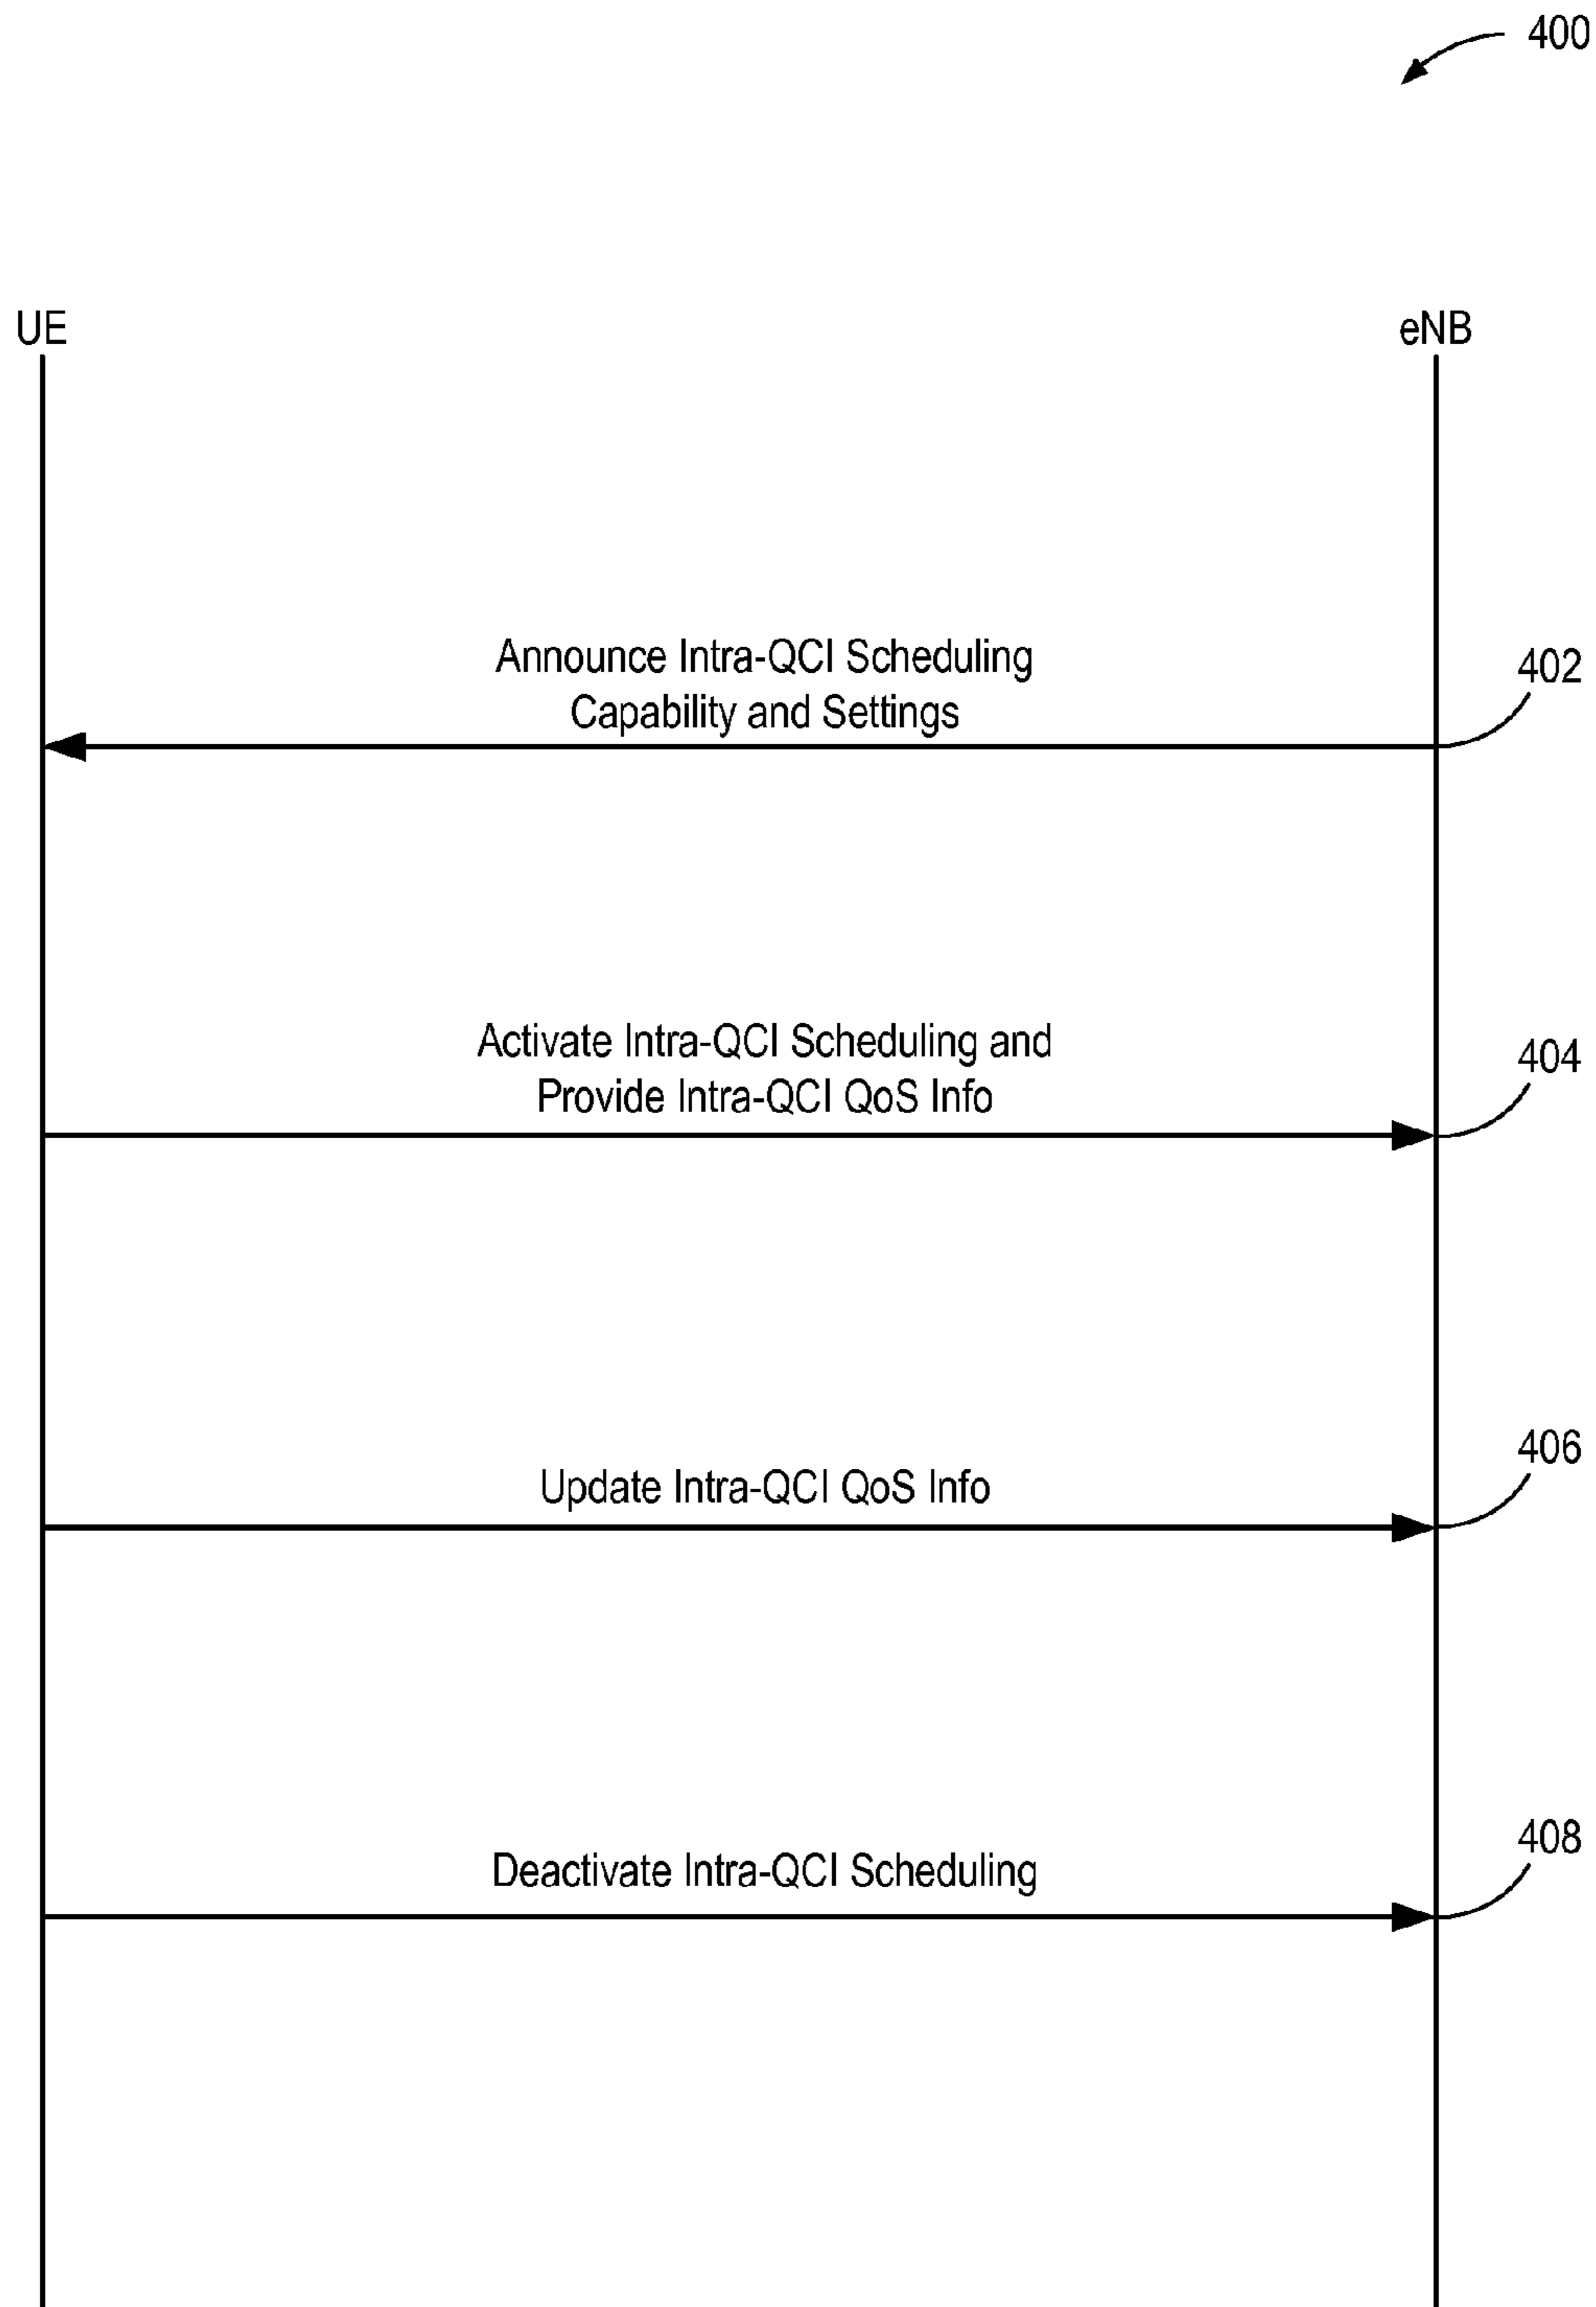 400
UE
eNB
Announce Intra-QCI Scheduling
Capability and Settings
402
Activate Intra-QCI Scheduling and
Provide Intra-QCI QoS Info
404
Update Intra-QCI QoS Info
406
Deactivate Intra-QCI Scheduling
408